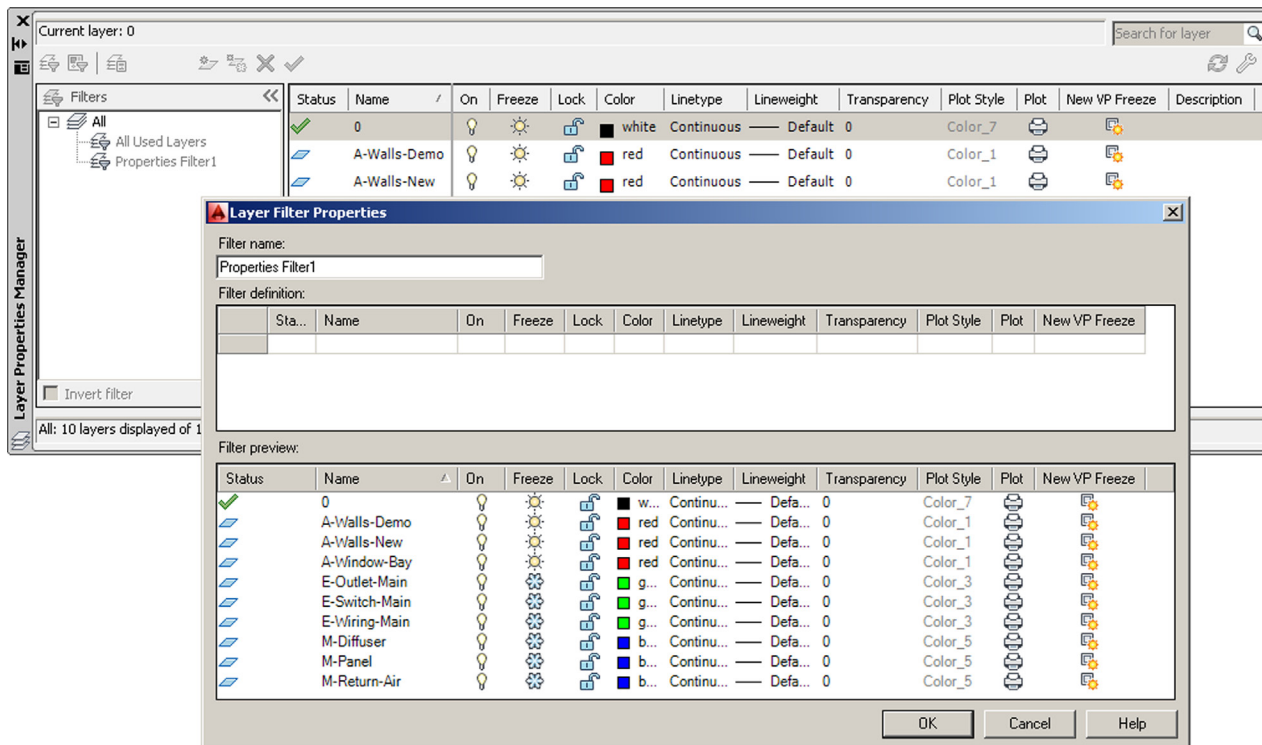 Current layer: 0
Search for layer
Filters
Status Name On Freeze Lock Color Linetype Lineweight Transparency Plot Style Plot New VP Freeze Description
All
0 white Continuous Default 0 Color_7
All Used Layers
A-Walls-Demo red Continuous Default 0 Color_1
Properties Filter1
A-Walls-New red Continuous Default 0 Color_1
Layer Properties Manager
Invert filter
All: 10 layers displayed of 1
Layer Filter Properties
Filter name:
Properties Filter1
Filter definition:
Sta... Name On Freeze Lock Color Linetype Lineweight Transparency Plot Style Plot New VP Freeze
Filter preview:
Status Name On Freeze Lock Color Linetype Lineweight Transparency Plot Style Plot New VP Freeze
0 w... Continu... Defa... 0 Color_7
A-Walls-Demo red Continu... Defa... 0 Color_1
A-Walls-New red Continu... Defa... 0 Color_1
A-Window-Bay red Continu... Defa... 0 Color_1
E-Outlet-Main g... Continu... Defa... 0 Color_3
E-Switch-Main g... Continu... Defa... 0 Color_3
E-Wiring-Main g... Continu... Defa... 0 Color_3
M-Diffuser b... Continu... Defa... 0 Color_5
M-Panel b... Continu... Defa... 0 Color_5
M-Return-Air b... Continu... Defa... 0 Color_5
OK Cancel Help